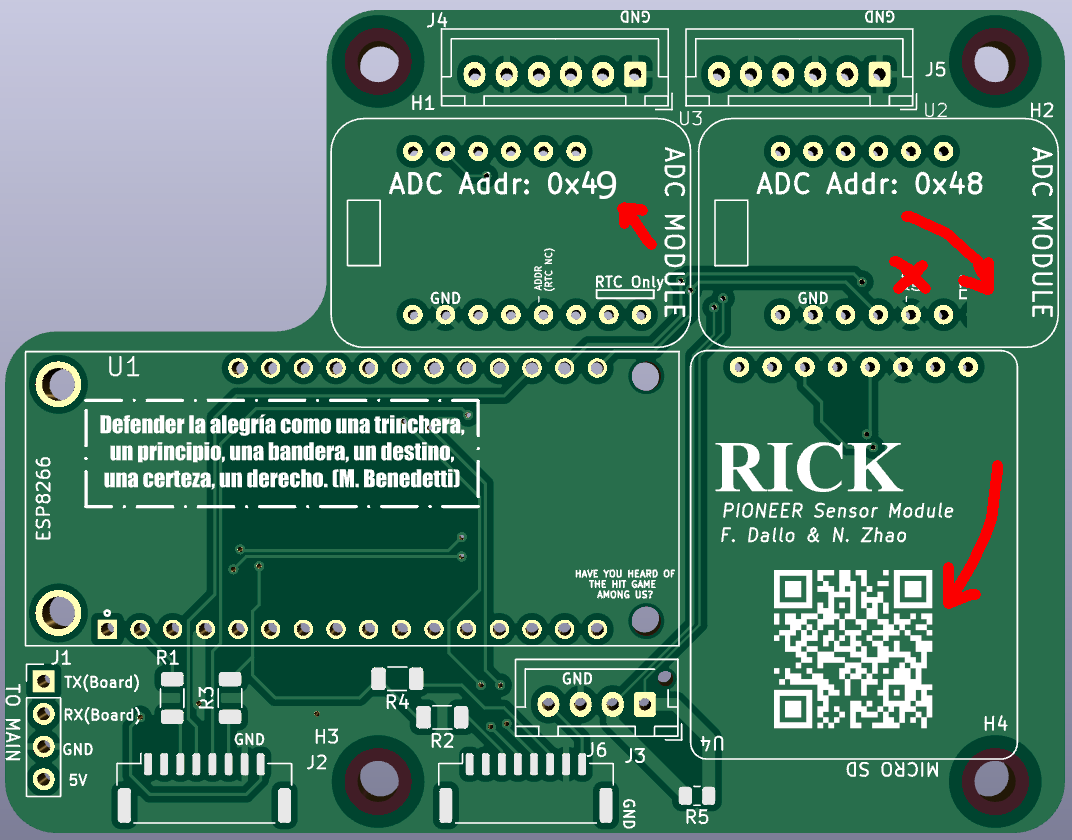 J4
GND
GND
J5
H1
U3
U2
H2
ADC Addr: 0x49
ADC MODULE
ADC Addr: 0x48
ADC MODULE
ADDR
(RTC NC)
RTC Only
GND
GND
U1
Defender la alegría como una trinchera,
un principio, una bandera, un destino,
una certeza, un derecho. (M. Benedetti)
ESP8266
RICK
PIONEER Sensor Module
F. Dallo & N. Zhao
HAVE YOU HEARD OF
THE HIT GAME
AMONG US?
J1
TX(Board)
RX(Board)
GND
5V
TO MAIN
R1
R3
R4
R2
GND
GND
H3
J2
J6
J3
U4
H4
MICRO SD
GND
R5